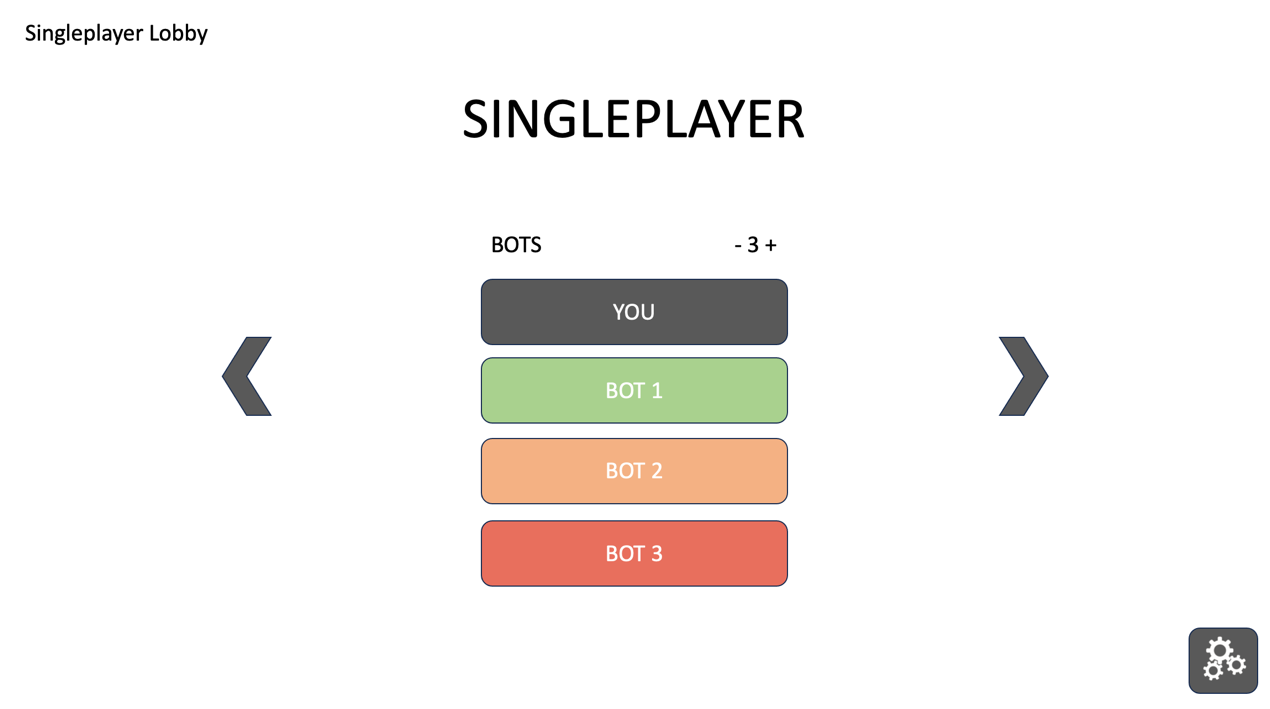 Singleplayer Lobby
SINGLEPLAYER
BOTS - 3 +
YOU
BOT 1
BOT 2
BOT 3